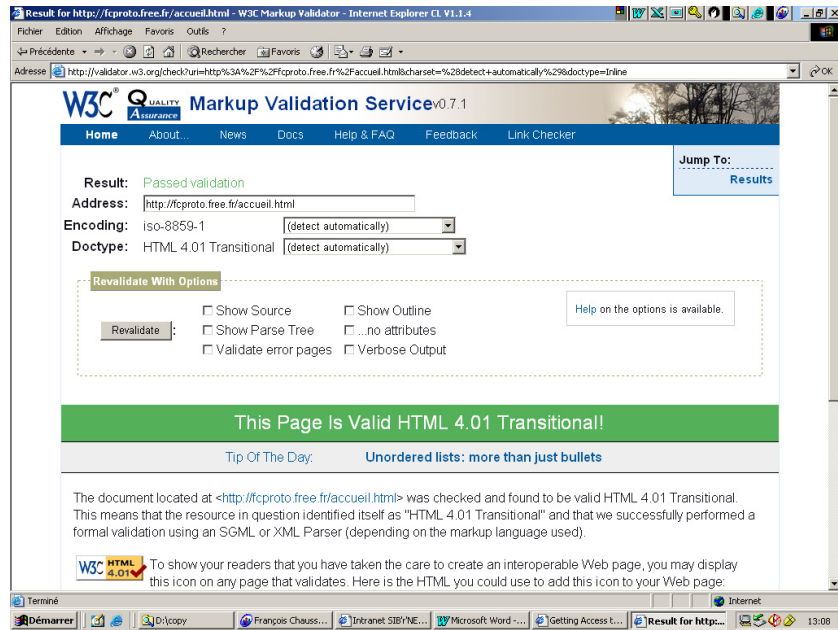 Result for http://fcproto.free.fr/accueil.html - W3C Markup Validator - Internet Explorer CL V1.1.4
Fichier Edition Affichage Favoris Outils ?
Précédente Rechercher Favoris
Adresse http://validator.w3.org/check?uri=http%3A%2F%2Ffcproto.free.fr%2Faccueil.html&charset=%28detect+automatically%29&doctype=Inline OK
W3C® QUALITY Assurance Markup Validation Service v0.7.1
Home About... News Docs Help & FAQ Feedback Link Checker
Jump To:
Results
Result: Passed validation
Address: http://fcproto.free.fr/accueil.html
Encoding: iso-8859-1 (detect automatically)
Doctype: HTML 4.01 Transitional (detect automatically)
Revalidate With Options
Show Source Show Outline
Help on the options is available.
Revalidate : Show Parse Tree ...no attributes
Validate error pages Verbose Output
This Page Is Valid HTML 4.01 Transitional!
Tip Of The Day: Unordered lists: more than just bullets
The document located at <http://fcproto.free.fr/accueil.html> was checked and found to be valid HTML 4.01 Transitional.
This means that the resource in question identified itself as "HTML 4.01 Transitional" and that we successfully performed a
formal validation using an SGML or XML Parser (depending on the markup language used).
W3C HTML 4.01 To show your readers that you have taken the care to create an interoperable Web page, you may display
this icon on any page that validates. Here is the HTML you could use to add this icon to your Web page:
Terminé Internet
Démarrer D:\copy François Chauss... Intranet SIB'r'NE... Microsoft Word -... Getting Access t... Result for http:... 13:08